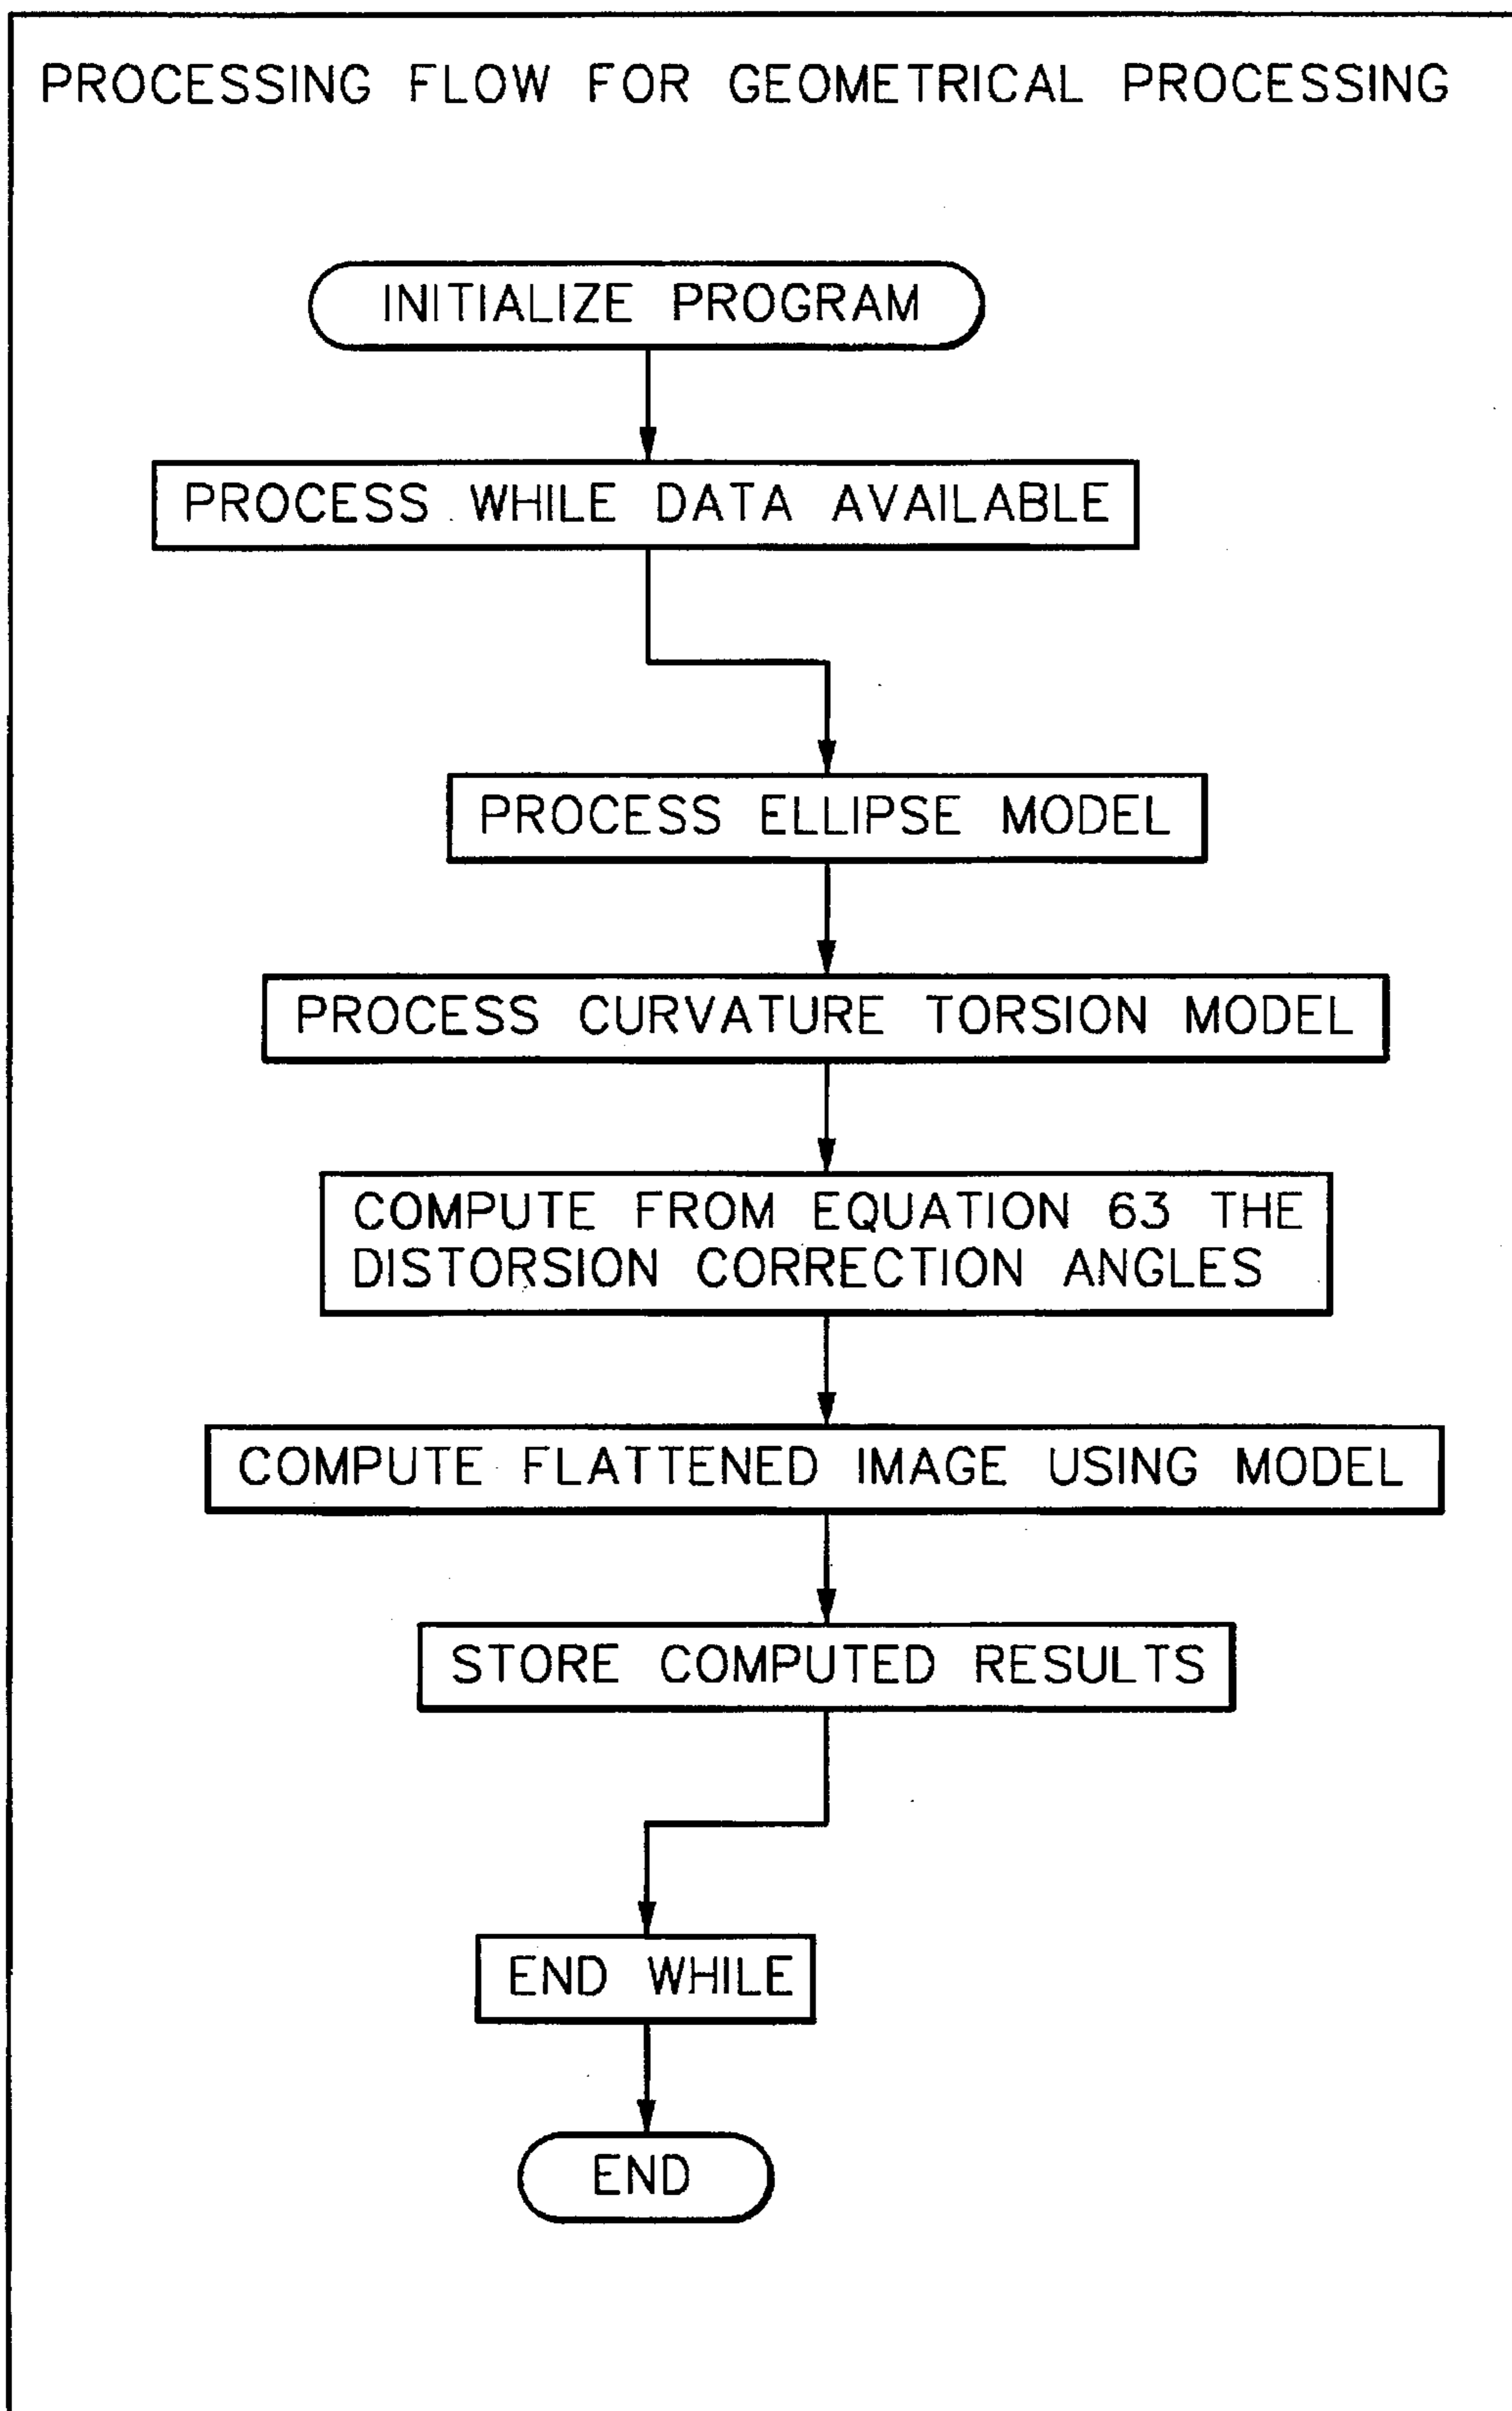 PROCESSING FLOW FOR GEOMETRICAL PROCESSING
INITIALIZE PROGRAM
PROCESS WHILE DATA AVAILABLE
PROCESS ELLIPSE MODEL
PROCESS CURVATURE TORSION MODEL
COMPUTE FROM EQUATION 63 THE
DISTORSION CORRECTION ANGLES
COMPUTE FLATTENED IMAGE USING MODEL
STORE COMPUTED RESULTS
END WHILE
END